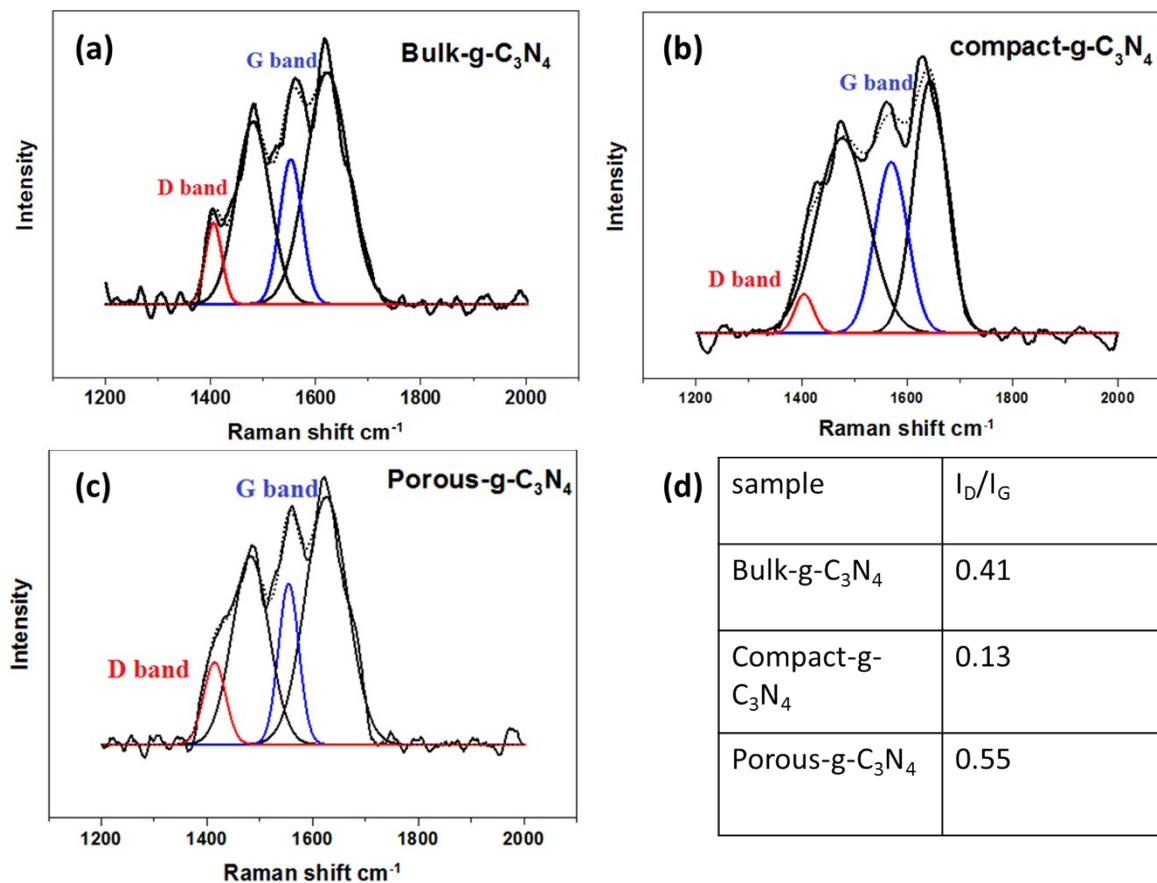 (a)
Bulk-g-C₃N₄
G band
D band
Intensity
1200 1400 1600 1800 2000
Raman shift cm⁻¹
(b)
compact-g-C₃N₄
G band
D band
Intensity
1200 1400 1600 1800 2000
Raman shift cm⁻¹
(c)
Porous-g-C₃N₄
G band
D band
Intensity
1200 1400 1600 1800 2000
Raman shift cm⁻¹
(d)
sample I_D/I_G
Bulk-g-C₃N₄ 0.41
Compact-g- 0.13
C₃N₄
Porous-g-C₃N₄ 0.55